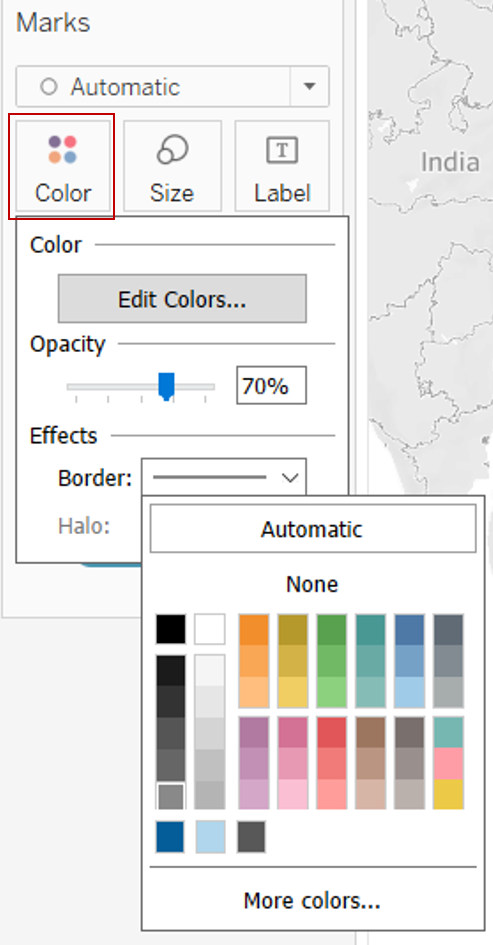 Marks
Automatic
India
Color
Size
T
Label
Color
Edit Colors...
Opacity
70%
Effects
Border:
Halo:
Automatic
None
More colors...